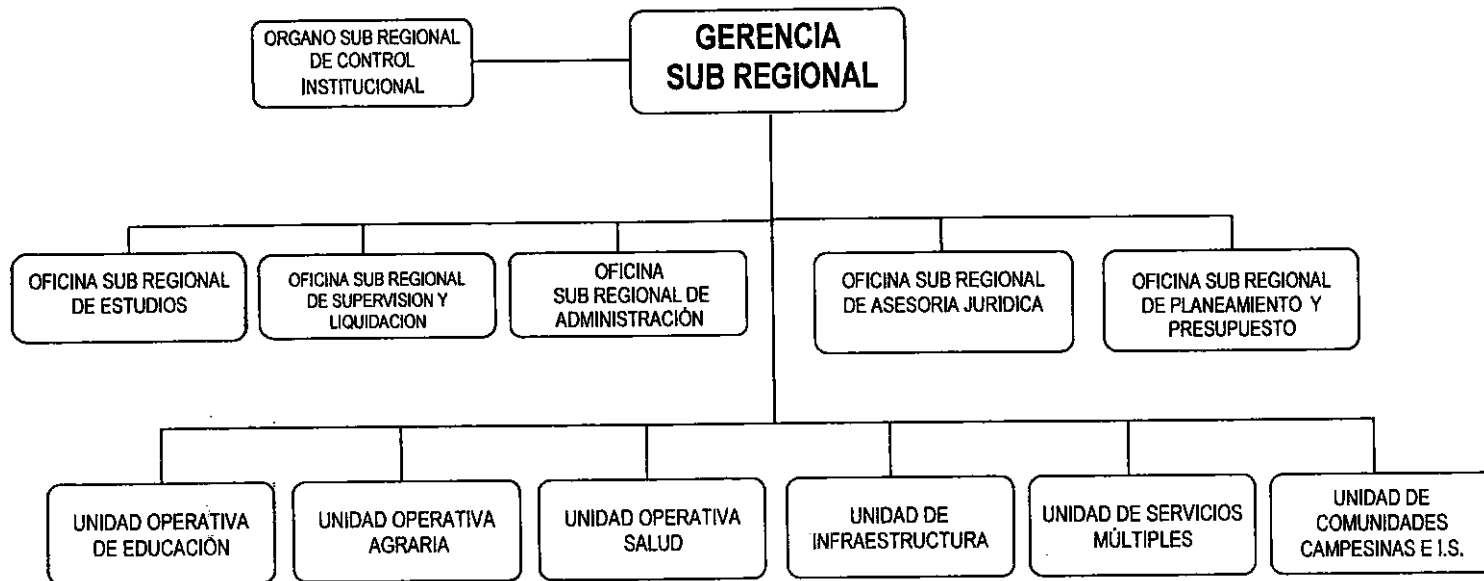 ORGANO SUB REGIONAL
DE CONTROL
INSTITUCIONAL
GERENCIA
SUB REGIONAL
OFICINA SUB REGIONAL
DE ESTUDIOS
OFICINA SUB REGIONAL
DE SUPERVISION Y
LIQUIDACION
OFICINA
SUB REGIONAL DE
ADMINISTRACIÓN
OFICINA SUB REGIONAL
DE ASESORIA JURIDICA
OFICINA SUB REGIONAL
DE PLANEAMIENTO Y
PRESUPUESTO
UNIDAD OPERATIVA
DE EDUCACIÓN
UNIDAD OPERATIVA
AGRARIA
UNIDAD OPERATIVA
SALUD
UNIDAD DE
INFRAESTRUCTURA
UNIDAD DE SERVICIOS
MÚLTIPLES
UNIDAD DE
COMUNIDADES
CAMPESINAS E I.S.